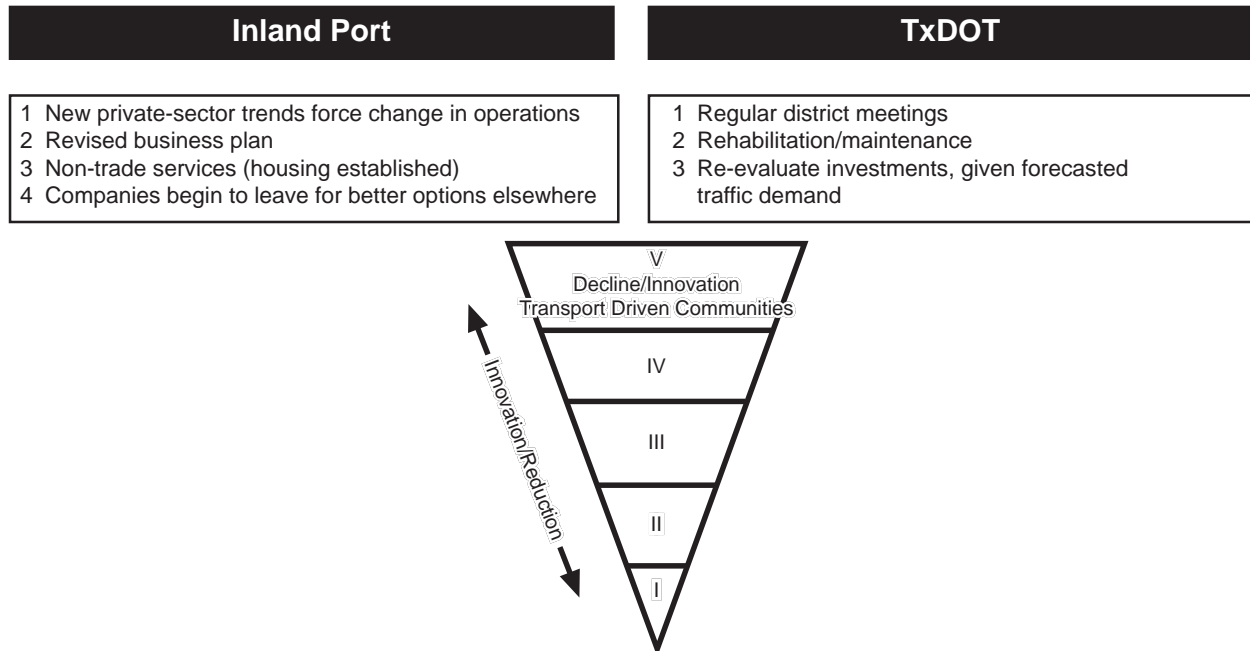 Inland Port
TxDOT
1 New private-sector trends force change in operations
2 Revised business plan
3 Non-trade services (housing established)
4 Companies begin to leave for better options elsewhere
1 Regular district meetings
2 Rehabilitation/maintenance
3 Re-evaluate investments, given forecasted
traffic demand
V
Decline/Innovation
Transport Driven Communities
IV
III
II
I
Innovation/Reduction